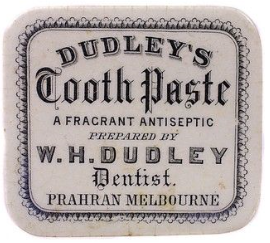 DUDLEY'S
Tooth Paste
A FRAGRANT ANTISEPTIC
PREPARED BY
W.H. DUDLEY
Dentist.
PRAHRAN MELBOURNE